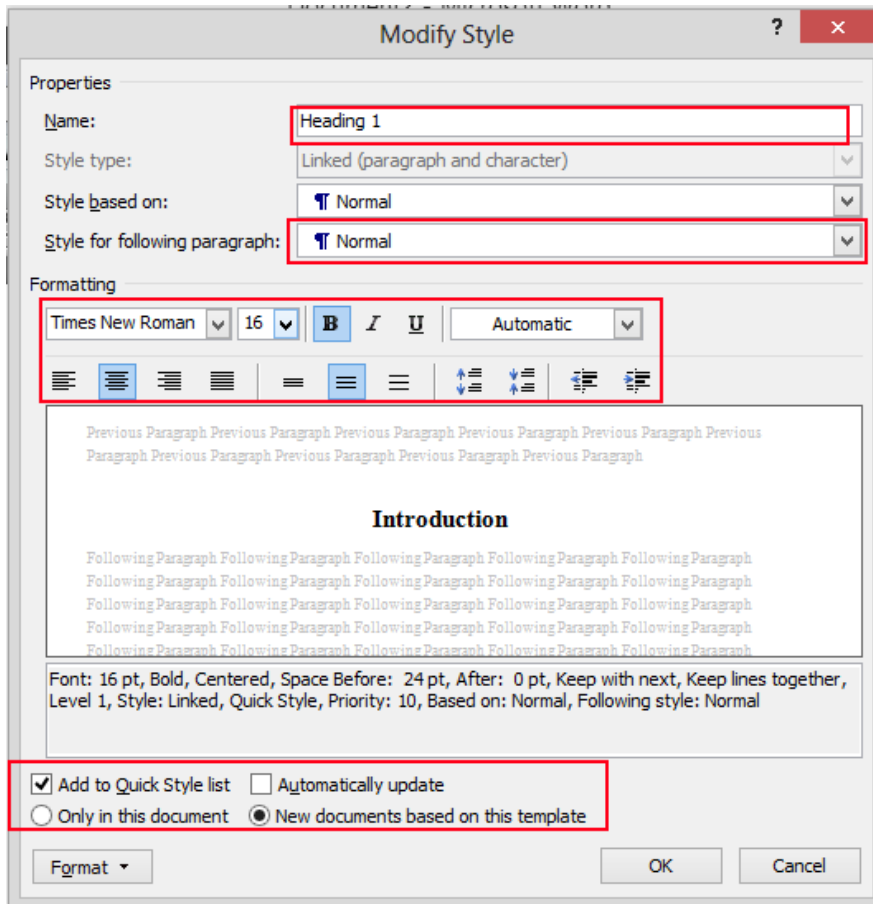 Document2 - Microsoft Word
Modify Style ?
Properties
Name: Heading 1
Style type: Linked (paragraph and character)
Style based on: ¶ Normal
Style for following paragraph: ¶ Normal
Formatting
Times New Roman 16 B I U Automatic
Previous Paragraph Previous Paragraph Previous Paragraph Previous Paragraph Previous Paragraph Previous
Paragraph Previous Paragraph Previous Paragraph Previous Paragraph Previous Paragraph
Introduction
Following Paragraph Following Paragraph Following Paragraph Following Paragraph Following Paragraph
Following Paragraph Following Paragraph Following Paragraph Following Paragraph Following Paragraph
Following Paragraph Following Paragraph Following Paragraph Following Paragraph Following Paragraph
Following Paragraph Following Paragraph Following Paragraph Following Paragraph Following Paragraph
Following Paragraph Following Paragraph Following Paragraph Following Paragraph Following Paragraph
Font: 16 pt, Bold, Centered, Space Before: 24 pt, After: 0 pt, Keep with next, Keep lines together,
Level 1, Style: Linked, Quick Style, Priority: 10, Based on: Normal, Following style: Normal
Add to Quick Style list Automatically update
Only in this document New documents based on this template
Format OK Cancel